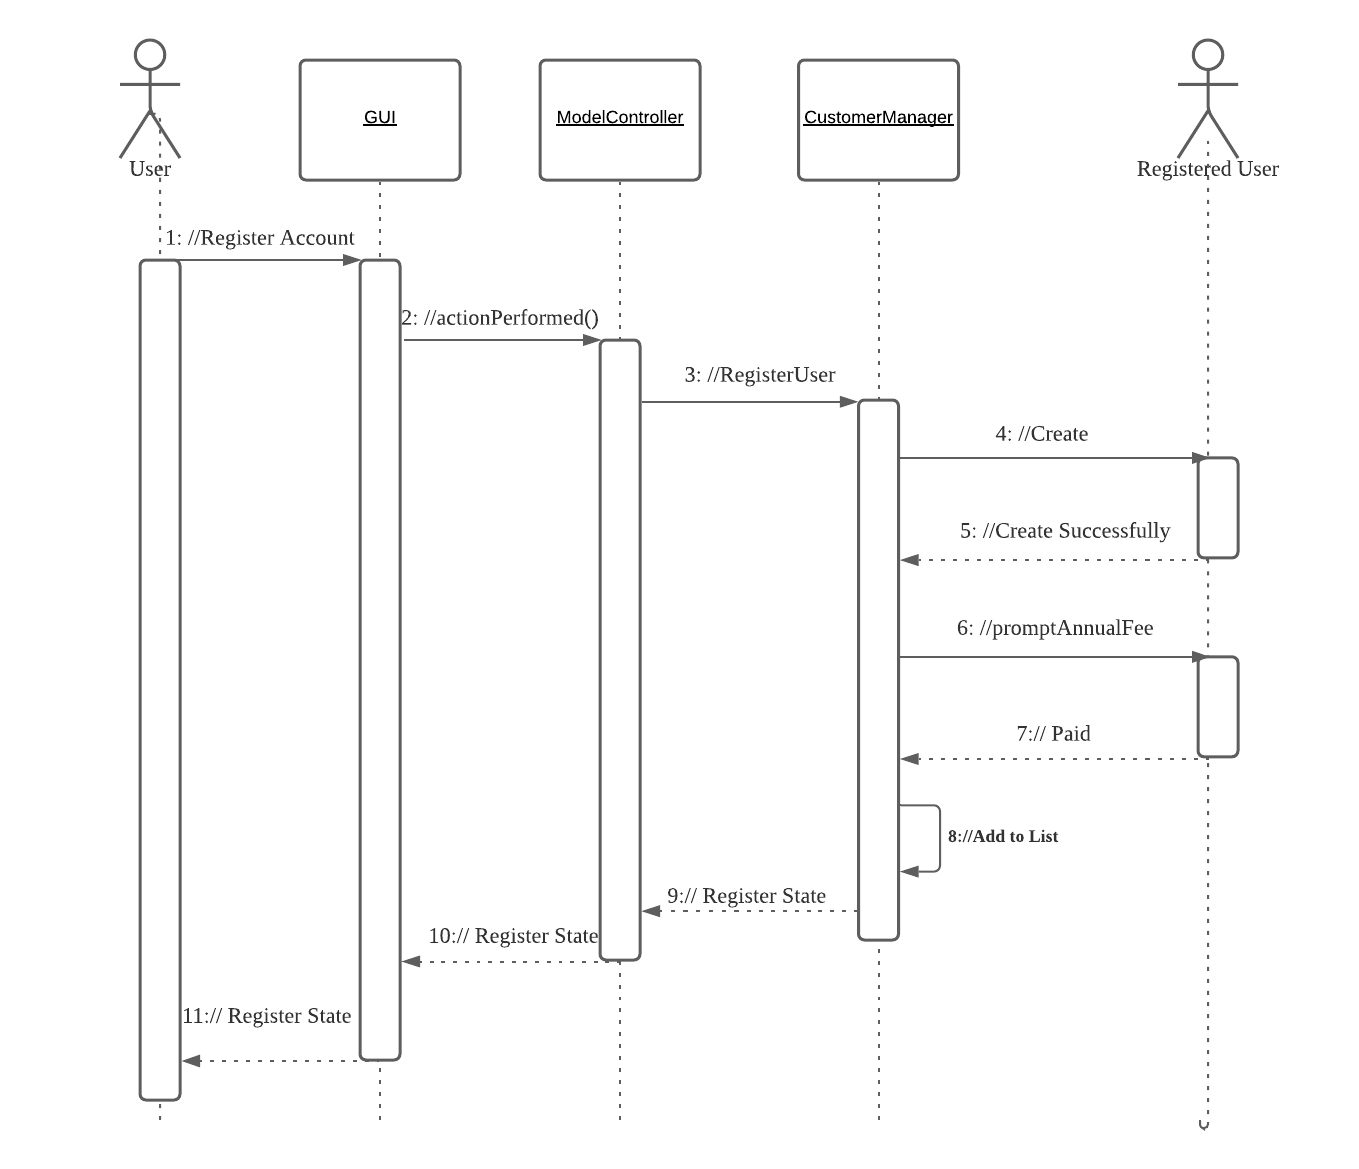 User
GUI
ModelController
CustomerManager
Registered User
1: //Register Account
2: //actionPerformed()
3: //RegisterUser
4: //Create
5: //Create Successfully
6: //promptAnnualFee
7:// Paid
8://Add to List
9:// Register State
10:// Register State
11:// Register State